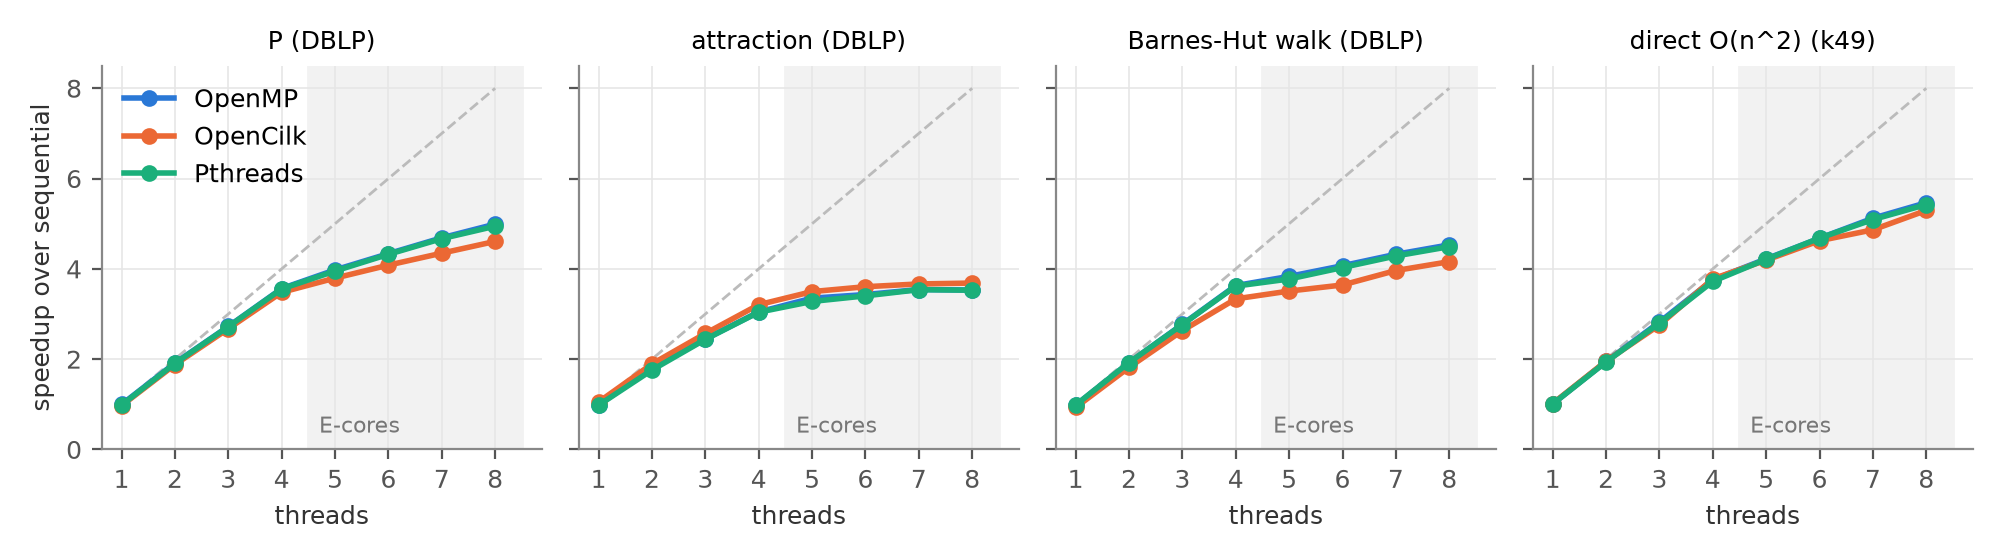 P (DBLP)
attraction (DBLP)
Barnes-Hut walk (DBLP)
direct O(n^2) (k49)
speedup over sequential
8
6
4
2
0
OpenMP
OpenCilk
Pthreads
E-cores
E-cores
E-cores
E-cores
1 2 3 4 5 6 7 8
1 2 3 4 5 6 7 8
1 2 3 4 5 6 7 8
1 2 3 4 5 6 7 8
threads
threads
threads
threads